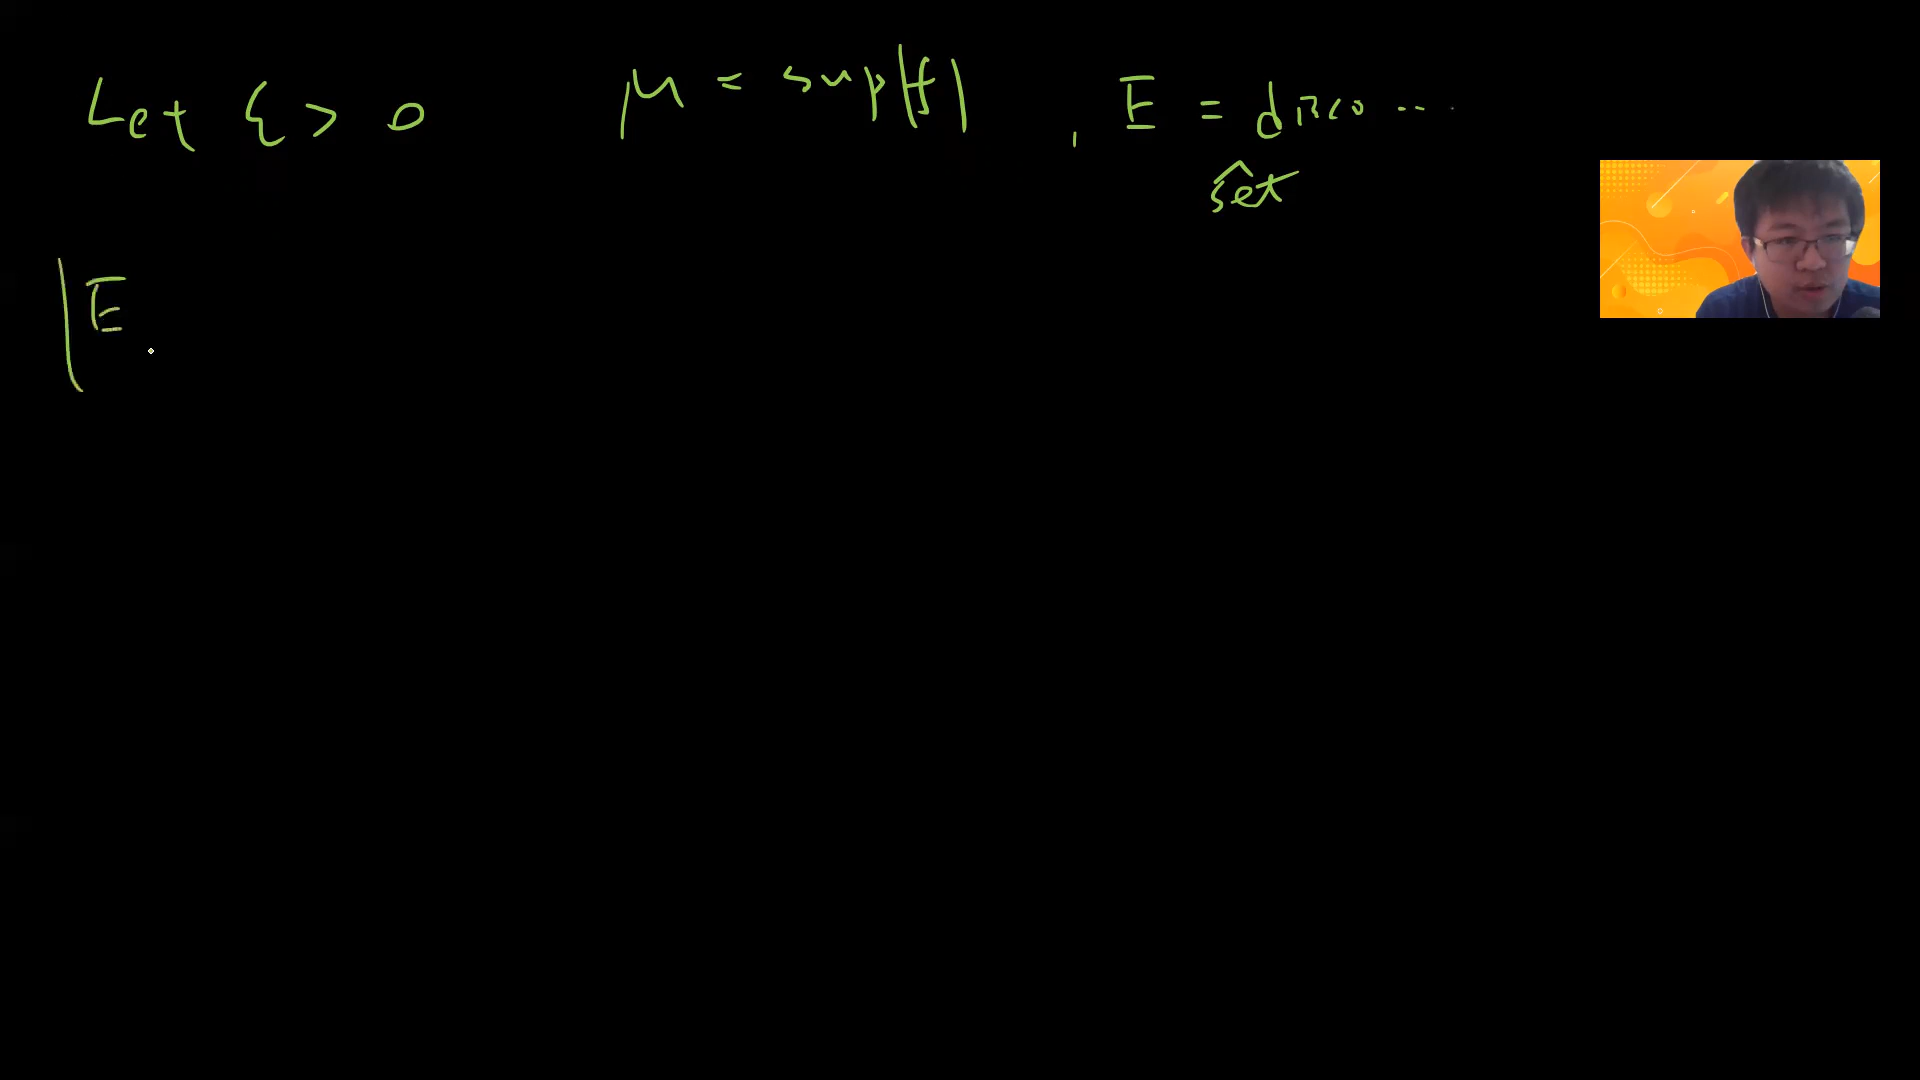 Let ε > 0 M = sup|f| , E = disco ...
set
|E